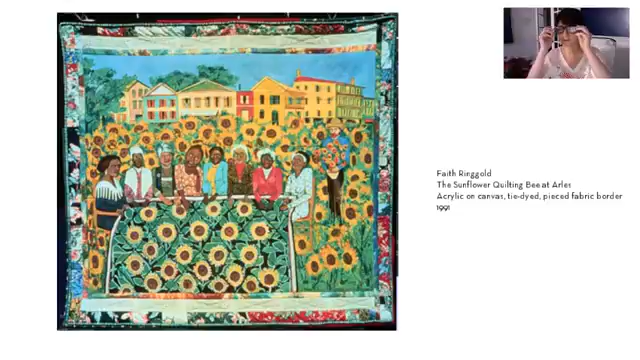 Faith Ringgold
The Sunflower Quilting Bee at Arles
Acrylic on canvas, tie-dyed, pieced fabric border
1991